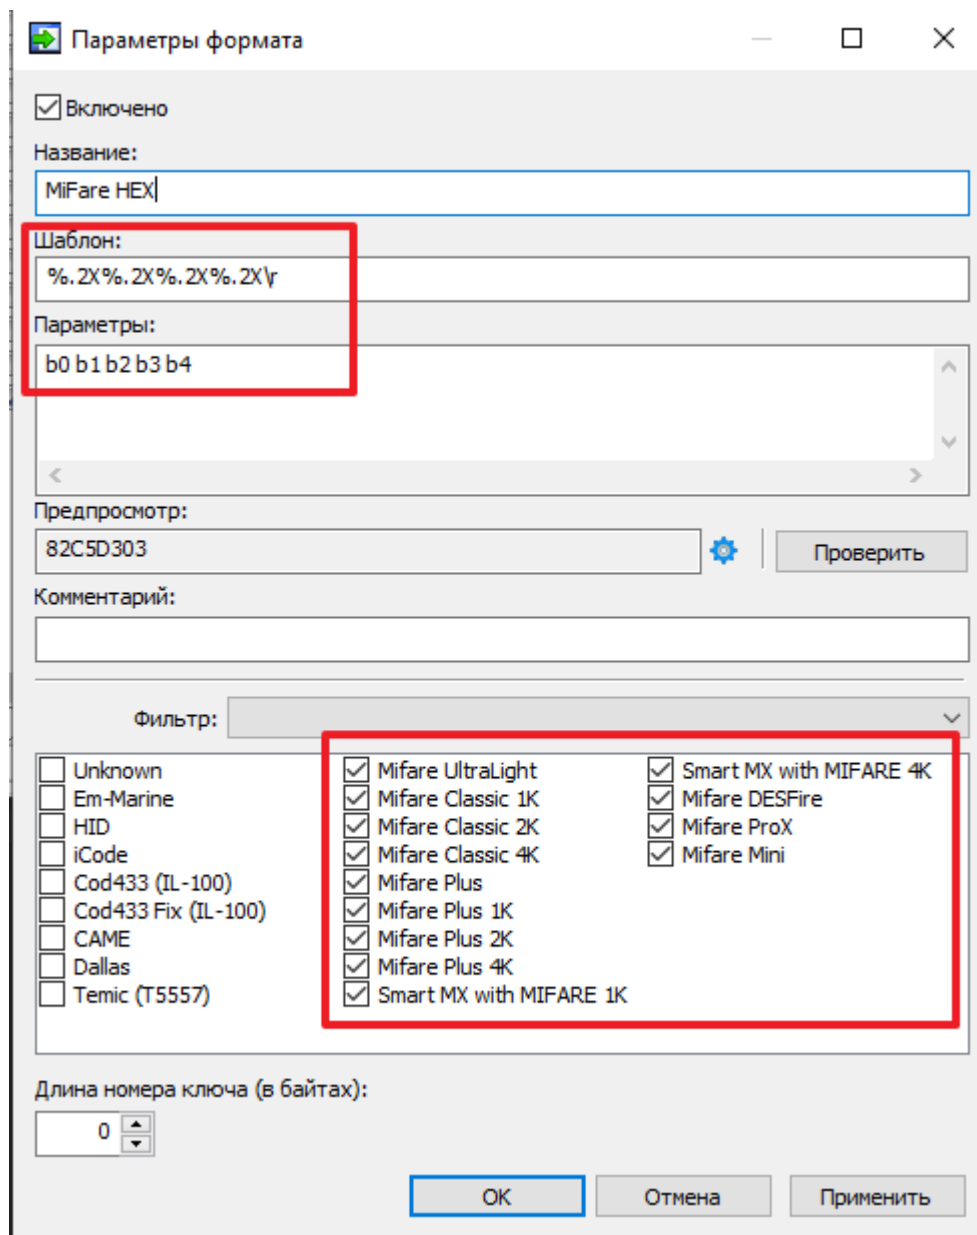 Параметры формата
Включено
Название:
MiFare HEX
Шаблон:
%.2X%.2X%.2X%.2X\r
Параметры:
b0 b1 b2 b3 b4
Предпросмотр:
82C5D303
Проверить
Комментарий:
Фильтр:
Unknown
Em-Marine
HID
iCode
Cod433 (IL-100)
Cod433 Fix (IL-100)
CAME
Dallas
Temic (T5557)
Mifare UltraLight
Mifare Classic 1K
Mifare Classic 2K
Mifare Classic 4K
Mifare Plus
Mifare Plus 1K
Mifare Plus 2K
Mifare Plus 4K
Smart MX with MIFARE 1K
Smart MX with MIFARE 4K
Mifare DESFire
Mifare ProX
Mifare Mini
Длина номера ключа (в байтах):
0
ОК
Отмена
Применить